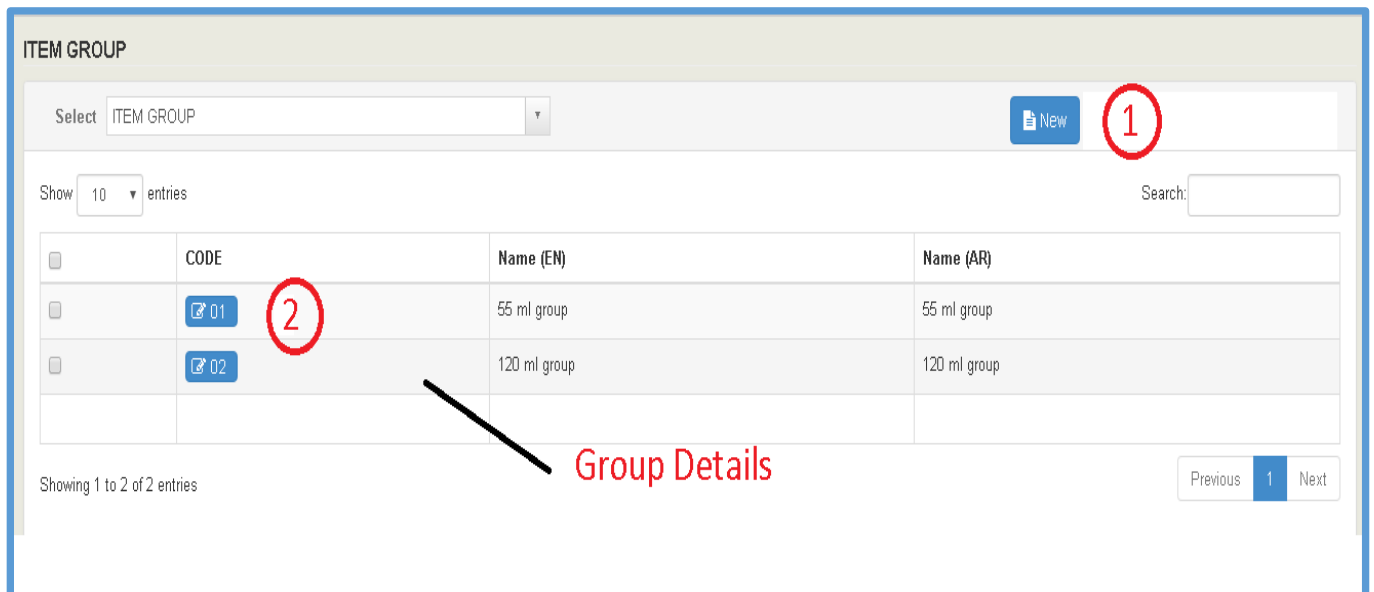 ITEM GROUP
Select ITEM GROUP New 1
Show 10 entries Search:
CODE Name (EN) Name (AR)
01 2 55 ml group 55 ml group
02 120 ml group 120 ml group
Group Details
Showing 1 to 2 of 2 entries Previous 1 Next